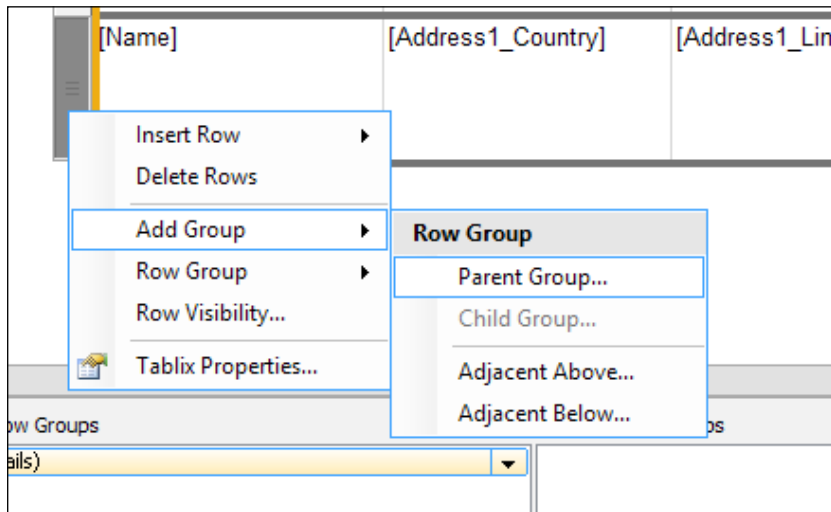 [Name] [Address1_Country] [Address1_Lin
Insert Row
Delete Rows
Add Group
Row Group
Row Visibility...
Tablix Properties...
Row Group
Parent Group...
Child Group...
Adjacent Above...
Adjacent Below...
ow Groups ps
ails)